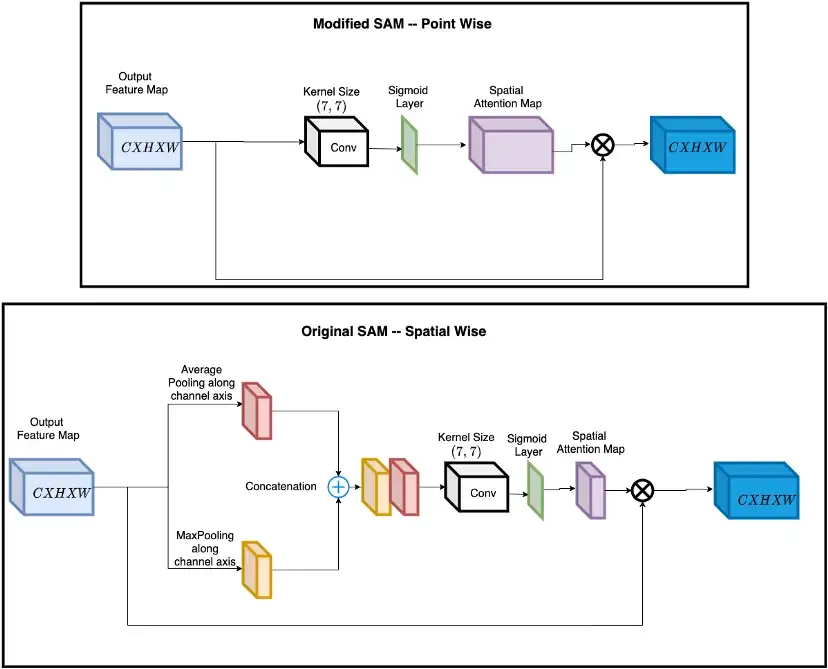 Modified SAM -- Point Wise
Output
Feature Map
Kernel Size
(7, 7)
Sigmoid
Layer
Spatial
Attention Map
CXHXW
Conv
CXHXW
Original SAM -- Spatial Wise
Average
Pooling along
channel axis
Output
Feature Map
Kernel Size
(7, 7)
Sigmoid
Layer
Spatial
Attention Map
CXHXW
Concatenation
Conv
CXHXW
MaxPooling
along
channel axis